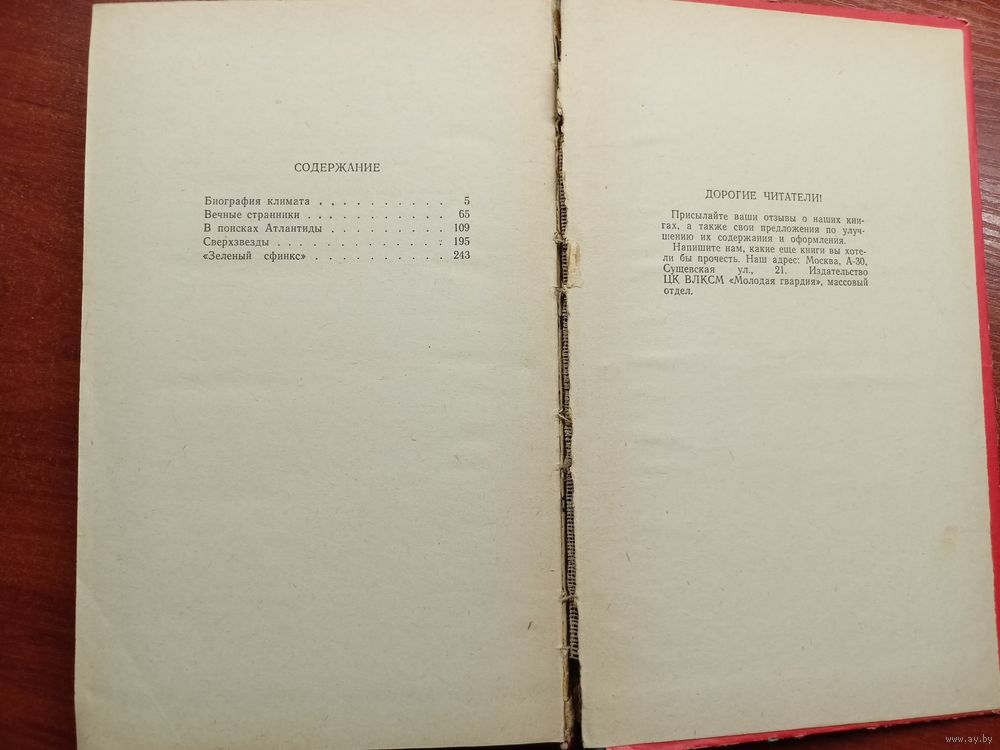 СОДЕРЖАНИЕ
Биография климата . . . . . . . . . . 5
Вечные странники . . . . . . . . . . . 65
В поисках Атлантиды . . . . . . . . . 109
Сверхзвезды . . . . . . . . . . . . . 195
«Зеленый сфинкс» . . . . . . . . . . 243
ДОРОГИЕ ЧИТАТЕЛИ!
Присылайте ваши отзывы о наших кни-
гах, а также свои предложения по улуч-
шению их содержания и оформления.
Напишите нам, какие еще книги вы хоте-
ли бы прочесть. Наш адрес: Москва, А-30,
Сущевская ул., 21. Издательство
ЦК ВЛКСМ «Молодая гвардия», массовый
отдел.
www.ay.by